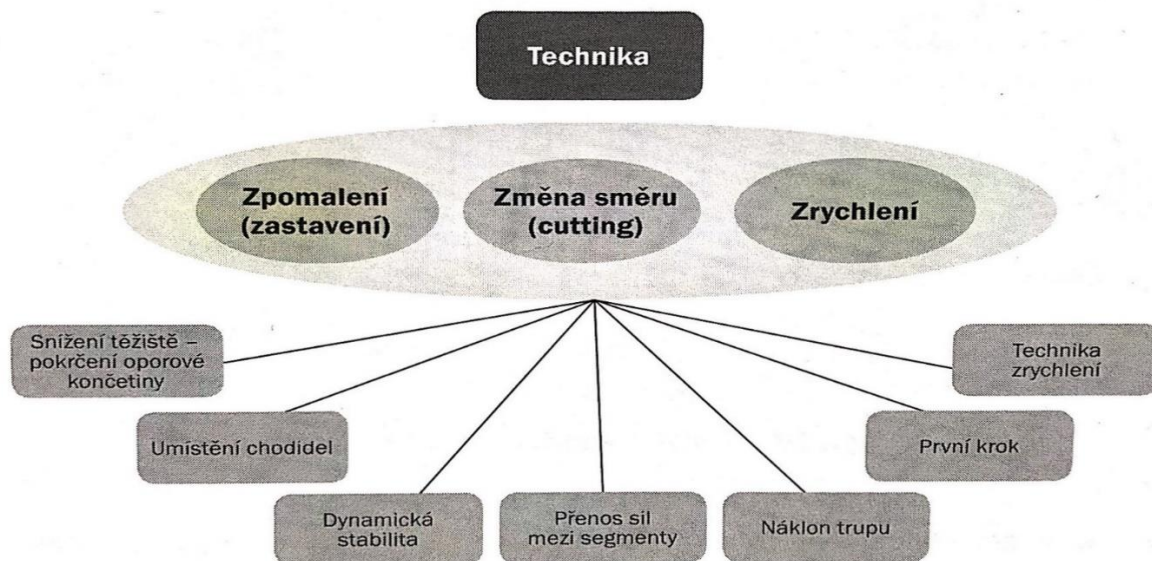 Technika
Zpomalení
(zastavení)
Změna směru
(cutting)
Zrychlení
Snížení těžiště –
pokrčení oporové
končetiny
Technika
zrychlení
Umístění chodidel
První krok
Dynamická
stabilita
Přenos sil
mezi segmenty
Náklon trupu